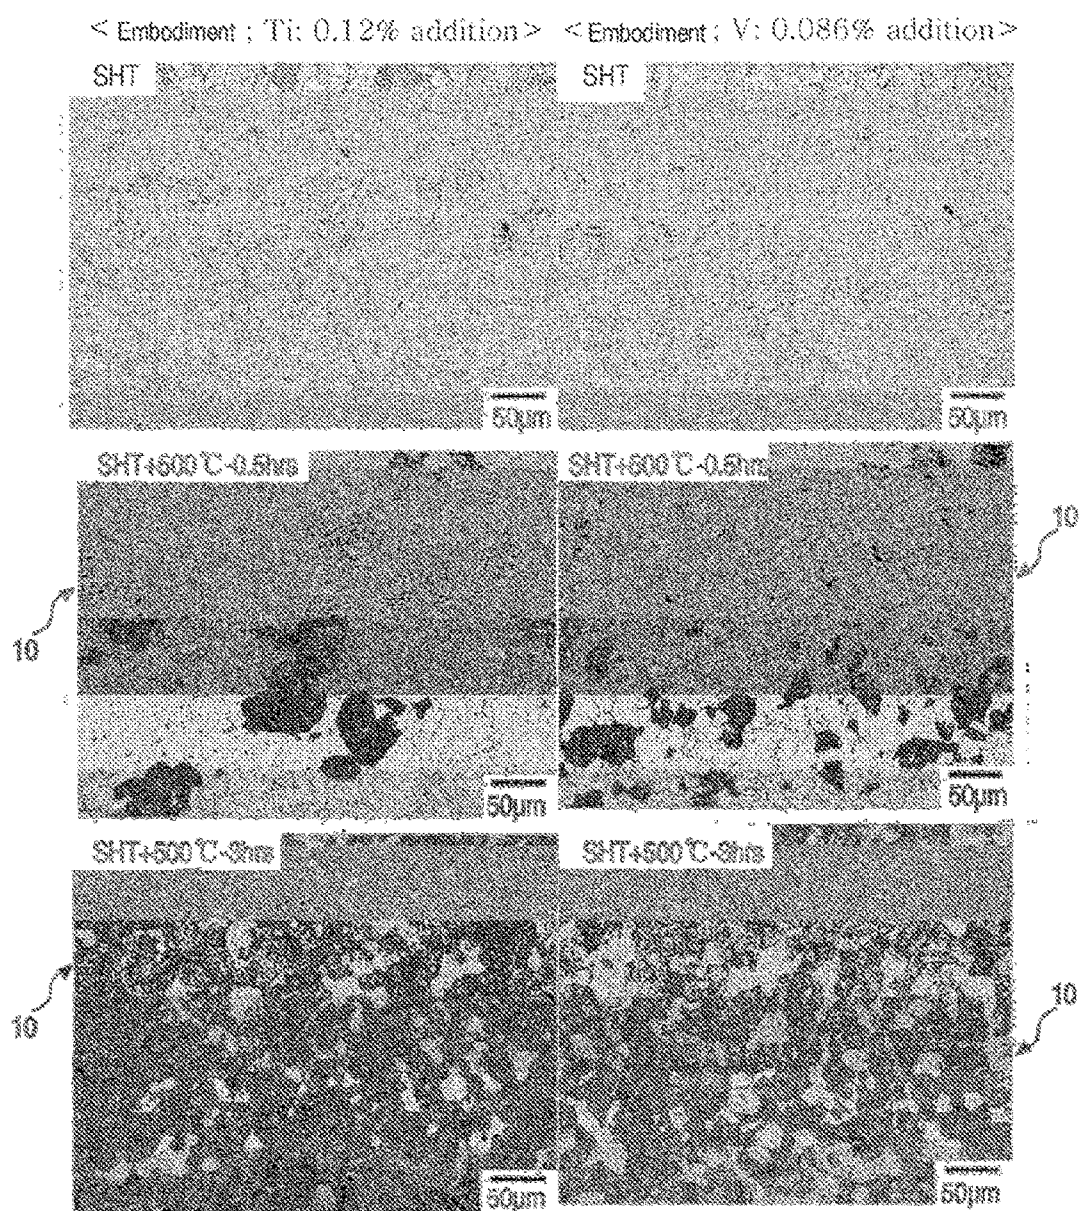 < Embodiment ; Ti: 0.12% addition >
< Embodiment ; V: 0.086% addition >
SHT
SHT
50μm
50μm
SHT+500℃-0.5hrs
SHT+500℃-0.5hrs
10
10
50μm
50μm
SHT+500℃-3hrs
SHT+500℃-3hrs
10
10
50μm
50μm